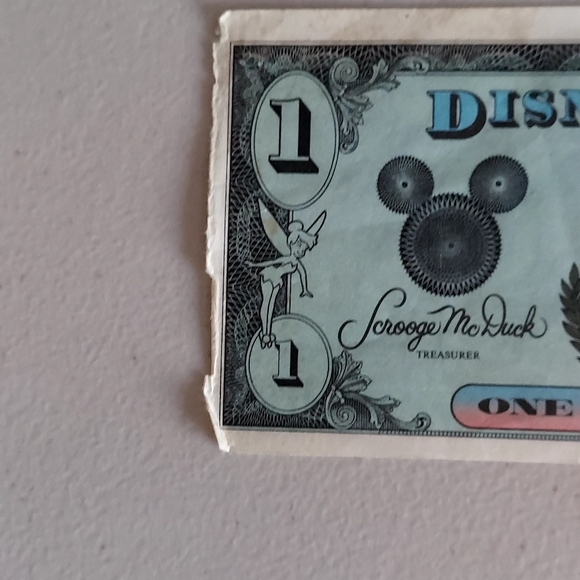 1
DISN
Scrooge McDuck
TREASURER
1
ONE